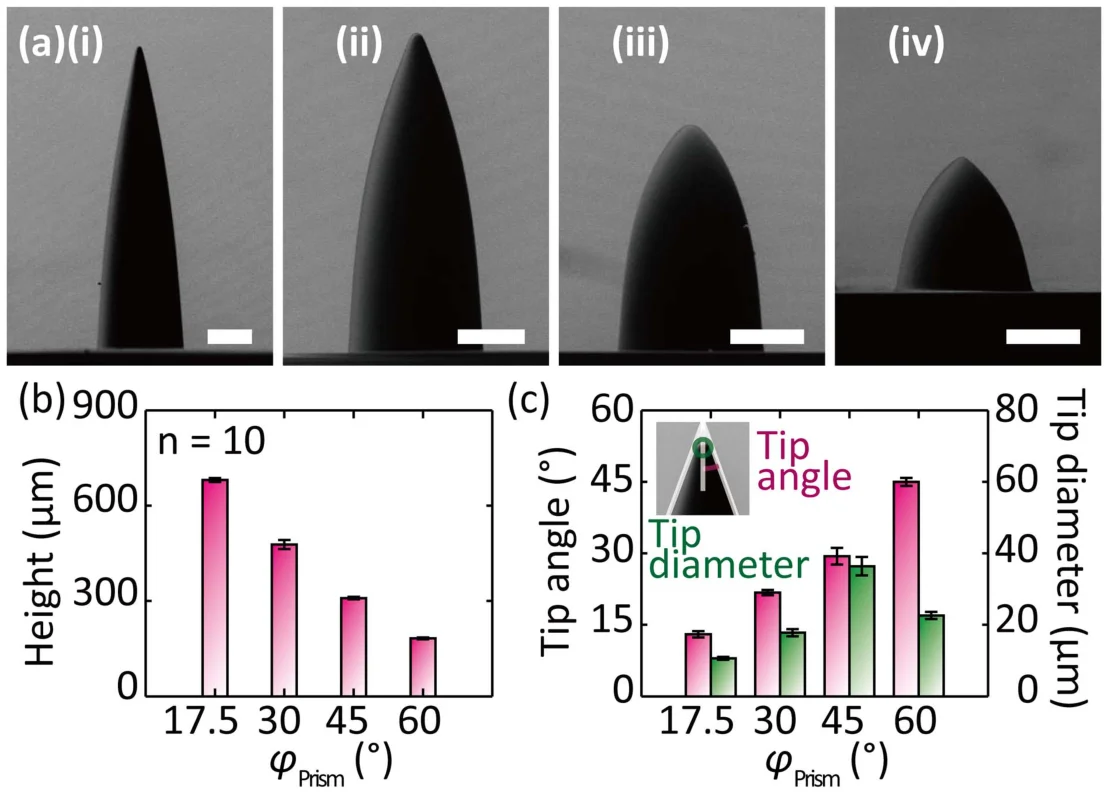 (a)(i)
(ii)
(iii)
(iv)
(b)
900
600
300
0
Height (μm)
n = 10
17.5 30 45 60
φPrism (°)
(c)
60
45
30
15
0
Tip angle (°)
Tip
angle
Tip
diameter
80
60
40
20
0
Tip diameter (μm)
17.5 30 45 60
φPrism (°)